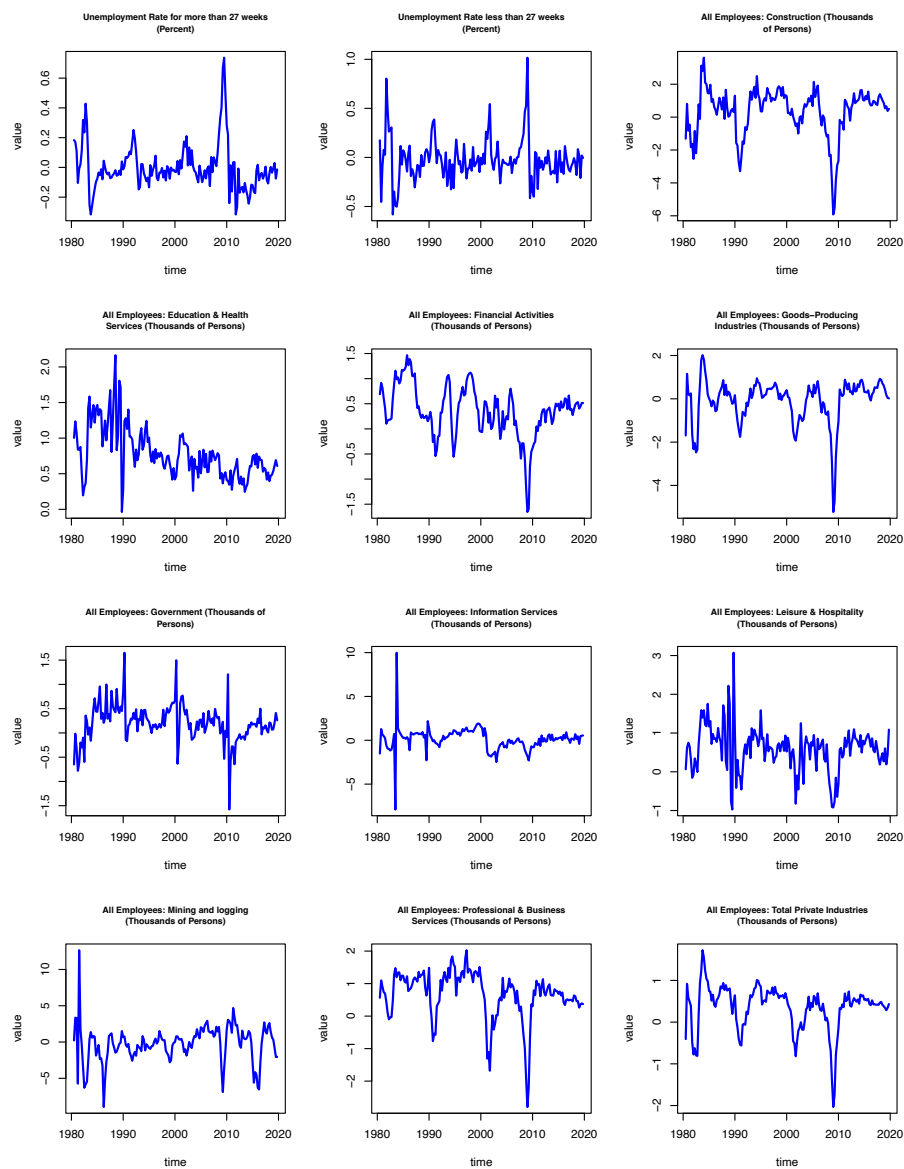 Unemployment Rate for more than 27 weeks
(Percent)
value
−0.2
0.0
0.2
0.4
0.6
1980 1990 2000 2010 2020
time
Unemployment Rate less than 27 weeks
(Percent)
value
−0.5
0.0
0.5
1.0
1980 1990 2000 2010 2020
time
All Employees: Construction (Thousands
of Persons)
value
−6
−4
−2
0
2
1980 1990 2000 2010 2020
time
All Employees: Education & Health
Services (Thousands of Persons)
value
0.0
0.5
1.0
1.5
2.0
1980 1990 2000 2010 2020
time
All Employees: Financial Activities
(Thousands of Persons)
value
−1.5
−0.5
0.5
1.5
1980 1990 2000 2010 2020
time
All Employees: Goods−Producing
Industries (Thousands of Persons)
value
−4
−2
0
2
1980 1990 2000 2010 2020
time
All Employees: Government (Thousands of
Persons)
value
−1.5
−0.5
0.5
1.5
1980 1990 2000 2010 2020
time
All Employees: Information Services
(Thousands of Persons)
value
−5
0
5
10
1980 1990 2000 2010 2020
time
All Employees: Leisure & Hospitality
(Thousands of Persons)
value
−1
0
1
2
3
1980 1990 2000 2010 2020
time
All Employees: Mining and logging
(Thousands of Persons)
value
−5
0
5
10
1980 1990 2000 2010 2020
time
All Employees: Professional & Business
Services (Thousands of Persons)
value
−2
−1
0
1
2
1980 1990 2000 2010 2020
time
All Employees: Total Private Industries
(Thousands of Persons)
value
−2
−1
0
1
1980 1990 2000 2010 2020
time